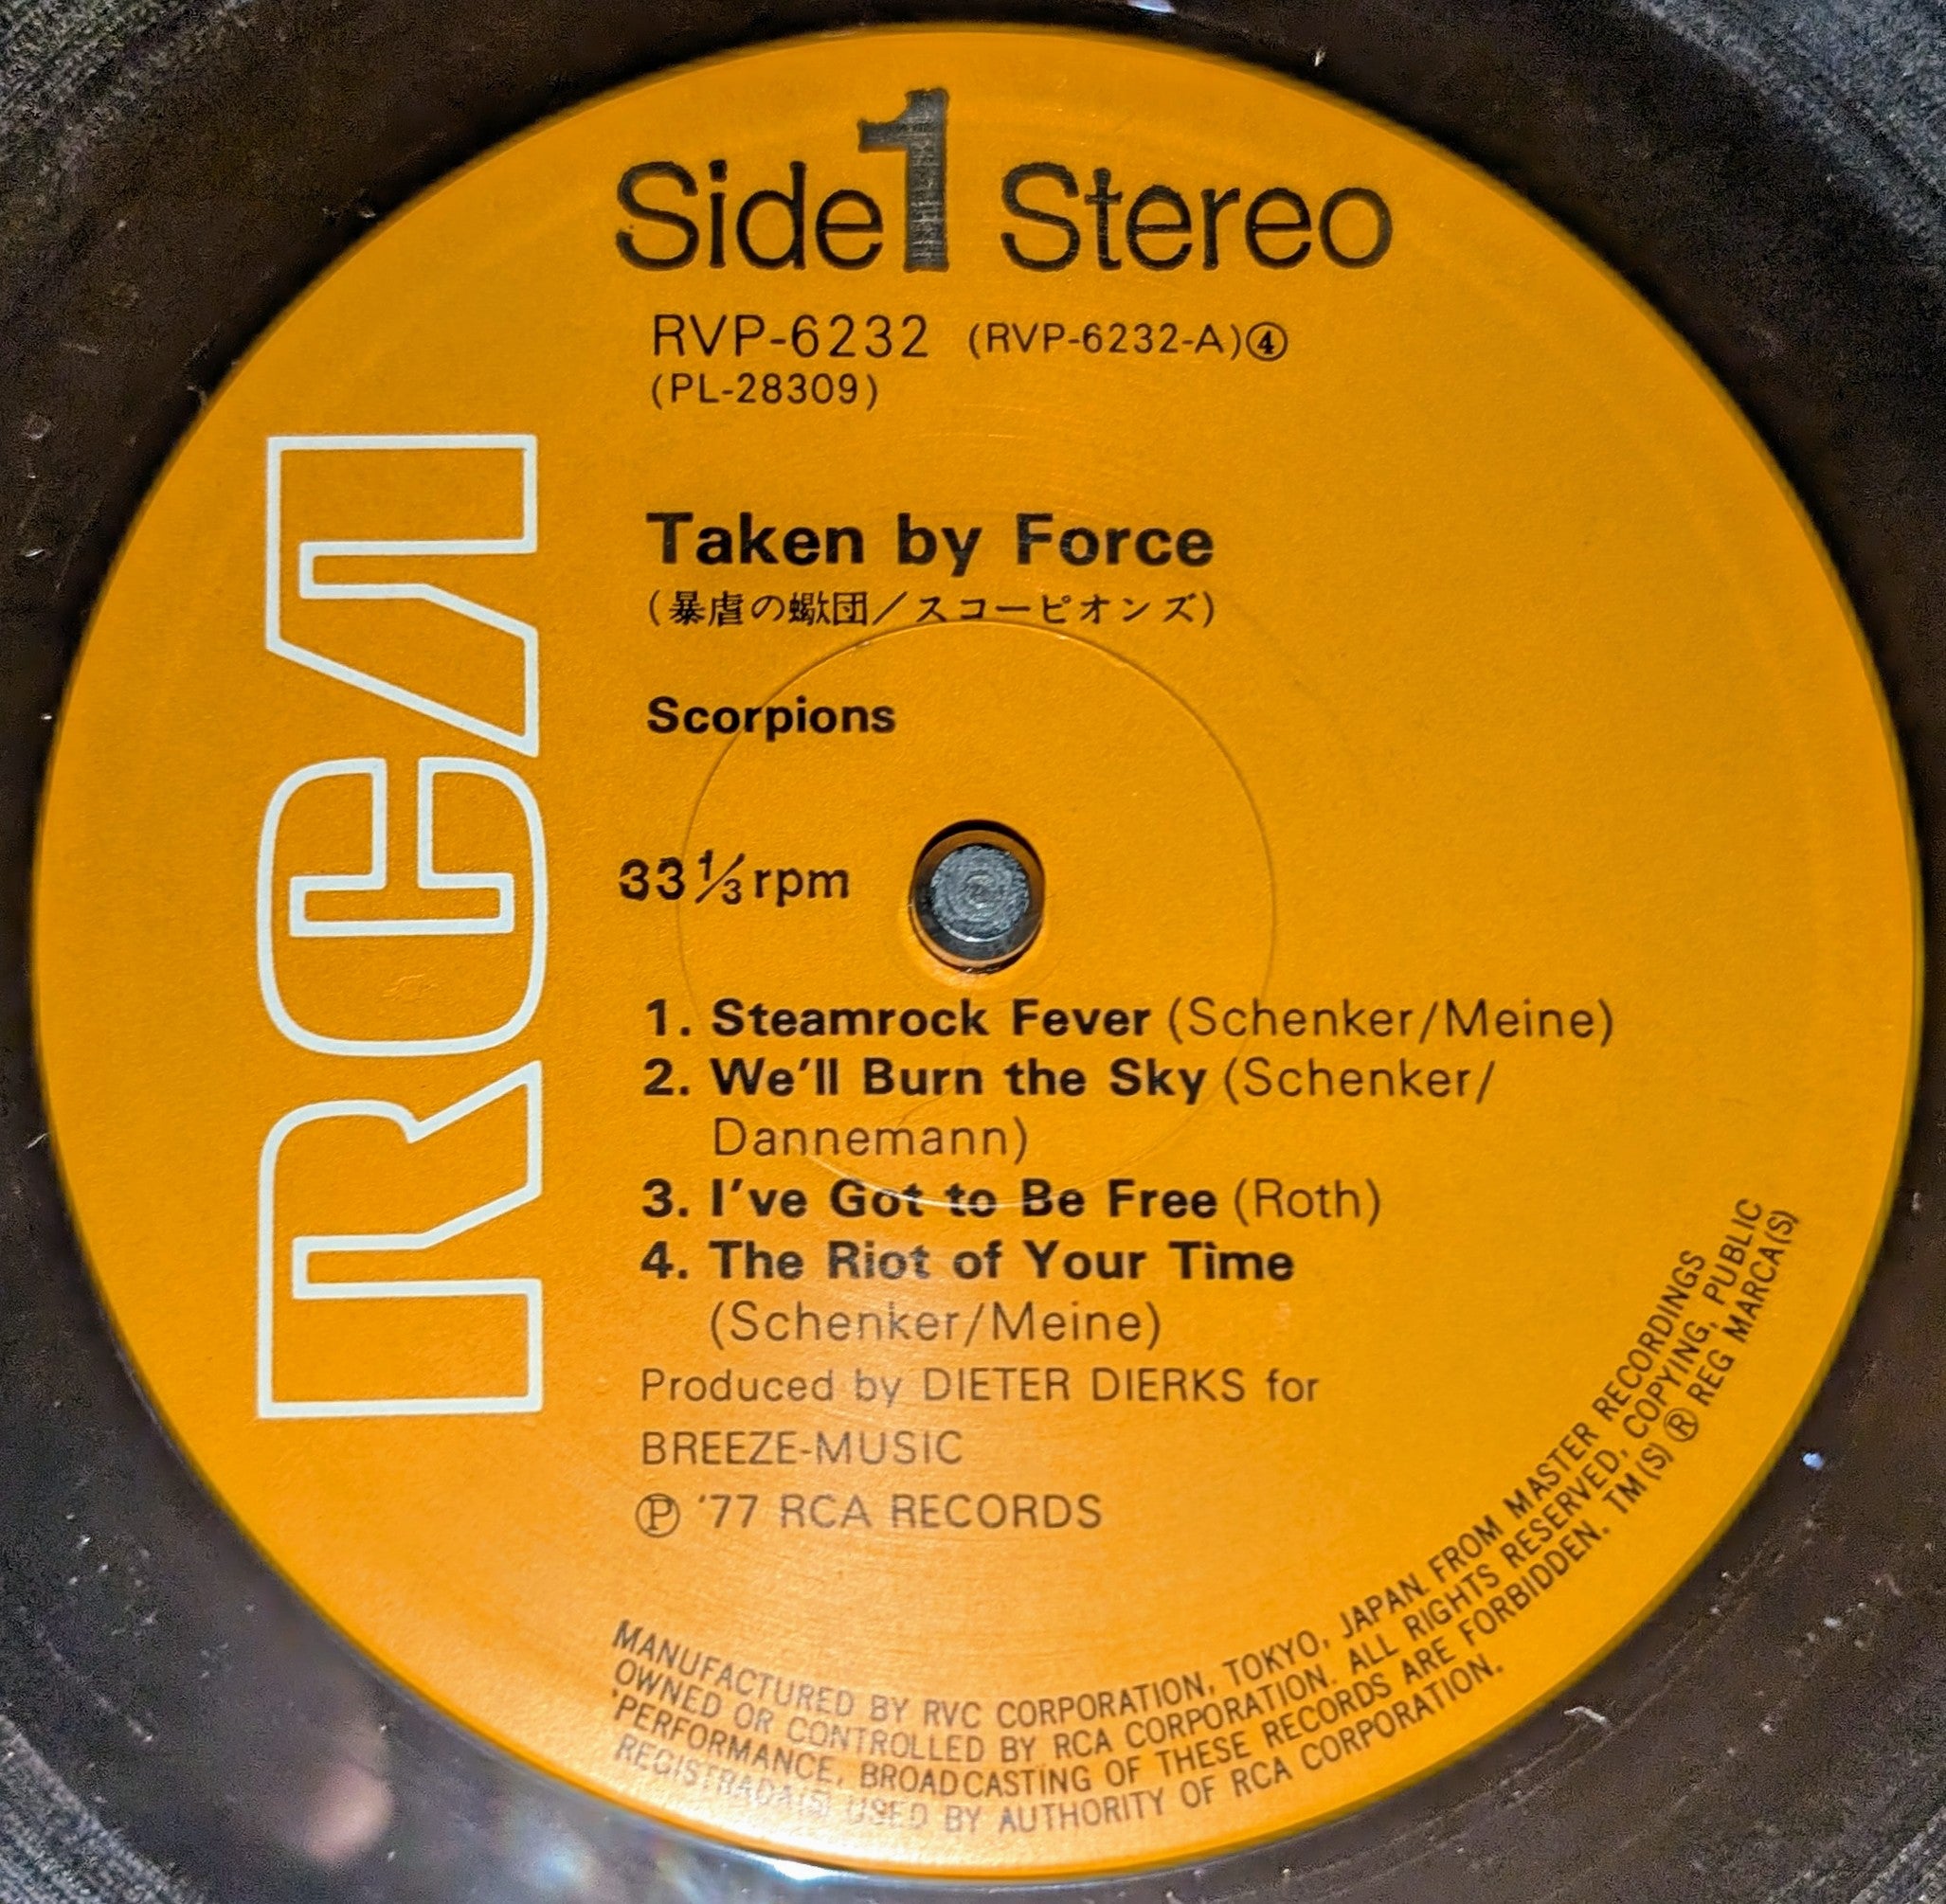 Side 1 Stereo
RVP-6232 (RVP-6232-A)④
(PL-28309)
RCA
Taken by Force
(暴虐の蠍団/スコーピオンズ)
Scorpions
33⅓rpm
1. Steamrock Fever (Schenker/Meine)
2. We'll Burn the Sky (Schenker/
Dannemann)
3. I've Got to Be Free (Roth)
4. The Riot of Your Time
(Schenker/Meine)
Produced by DIETER DIERKS for
BREEZE-MUSIC
Ⓟ '77 RCA RECORDS
MANUFACTURED BY RVC CORPORATION, TOKYO, JAPAN. FROM MASTER RECORDINGS
OWNED OR CONTROLLED BY RCA CORPORATION. ALL RIGHTS RESERVED, COPYING, PUBLIC
'PERFORMANCE, BROADCASTING OF THESE RECORDS ARE FORBIDDEN. TM(S) ® REG MARCA(S)
REGISTRADA(S) USED BY AUTHORITY OF RCA CORPORATION.